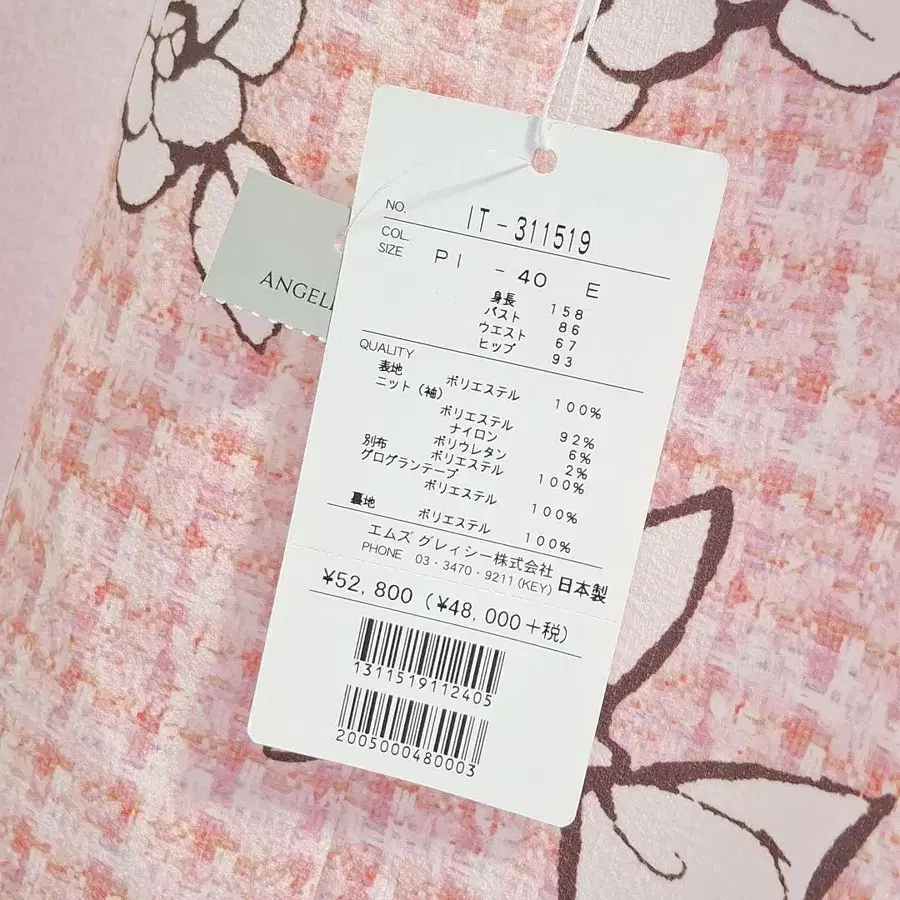 ANGEL
NO. IT-311519
COL.
SIZE PI -40 E
身長 158
バスト 86
ウエスト 67
ヒップ 93
QUALITY
表地 ポリエステル 100%
ニット(袖)
ポリエステル 92%
ナイロン 6%
ポリウレタン 2%
別布 ポリエステル 100%
グログランテープ
ポリエステル 100%
裏地 ポリエステル 100%
エムズ グレィシー株式会社
PHONE 03・3470・9211(KEY) 日本製
¥52,800(¥48,000+税)
1311519112405
2005000480003